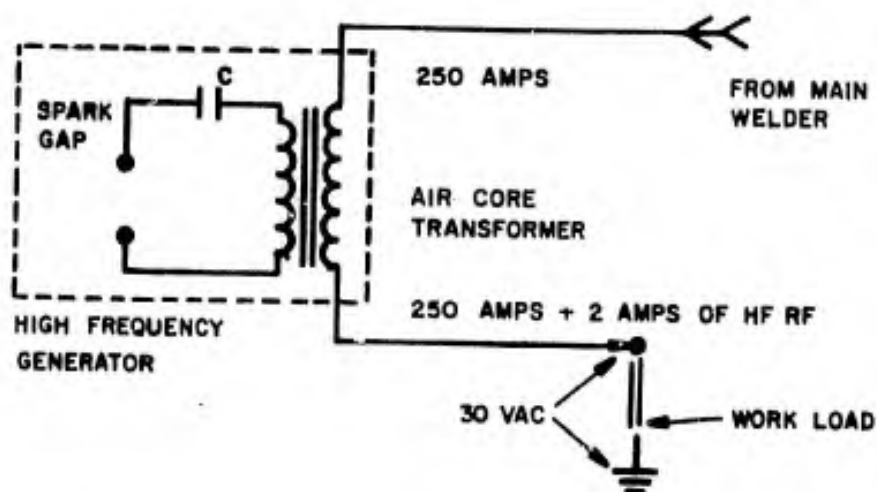 C
SPARK
GAP
250 AMPS
FROM MAIN
WELDER
AIR CORE
TRANSFORMER
HIGH FREQUENCY
GENERATOR
250 AMPS + 2 AMPS OF HF RF
30 VAC
WORK LOAD